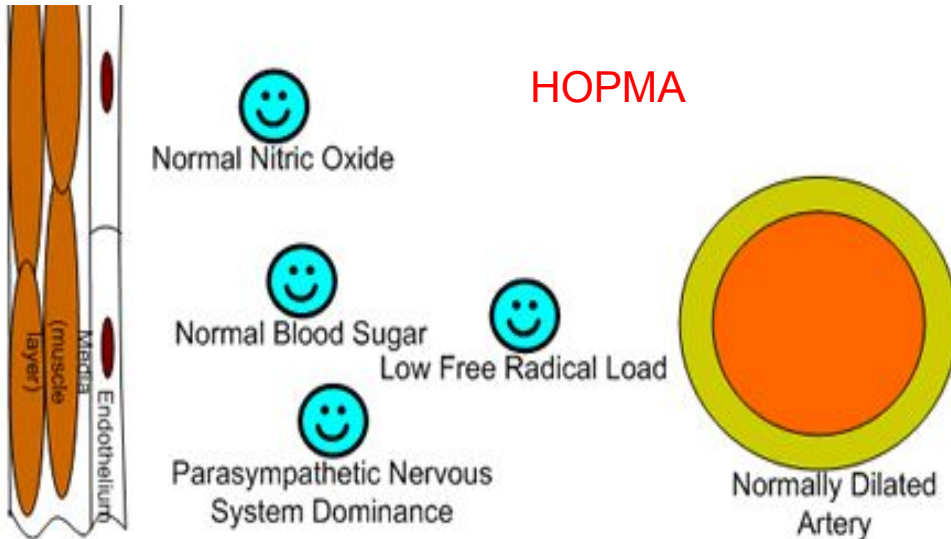 HOPMA
Normal Nitric Oxide
Normal Blood Sugar
Low Free Radical Load
Parasympathetic Nervous
System Dominance
Normally Dilated
Artery
Media
(muscle
layer)
Endothelium